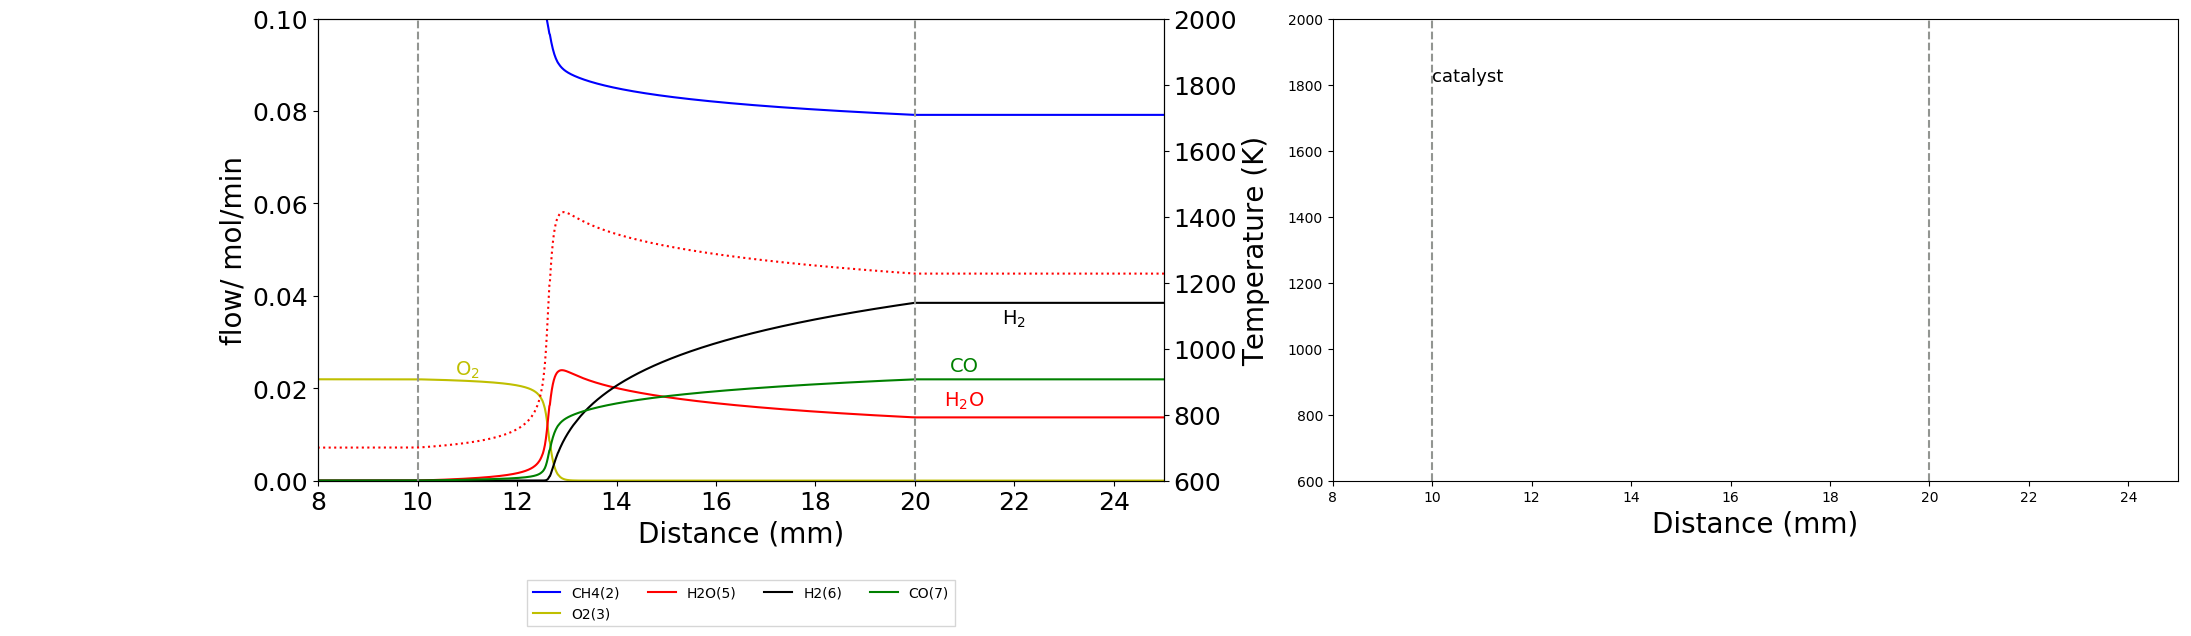 0.10
0.08
0.06
0.04
0.02
0.00
flow/ mol/min
8 10 12 14 16 18 20 22 24
Distance (mm)
2000
1800
1600
1400
1200
1000
800
600
Temperature (K)
O₂
H₂
CO
H₂O
CH4(2) H2O(5) H2(6) CO(7)
O2(3)
2000
1800
1600
1400
1200
1000
800
600
catalyst
8 10 12 14 16 18 20 22 24
Distance (mm)